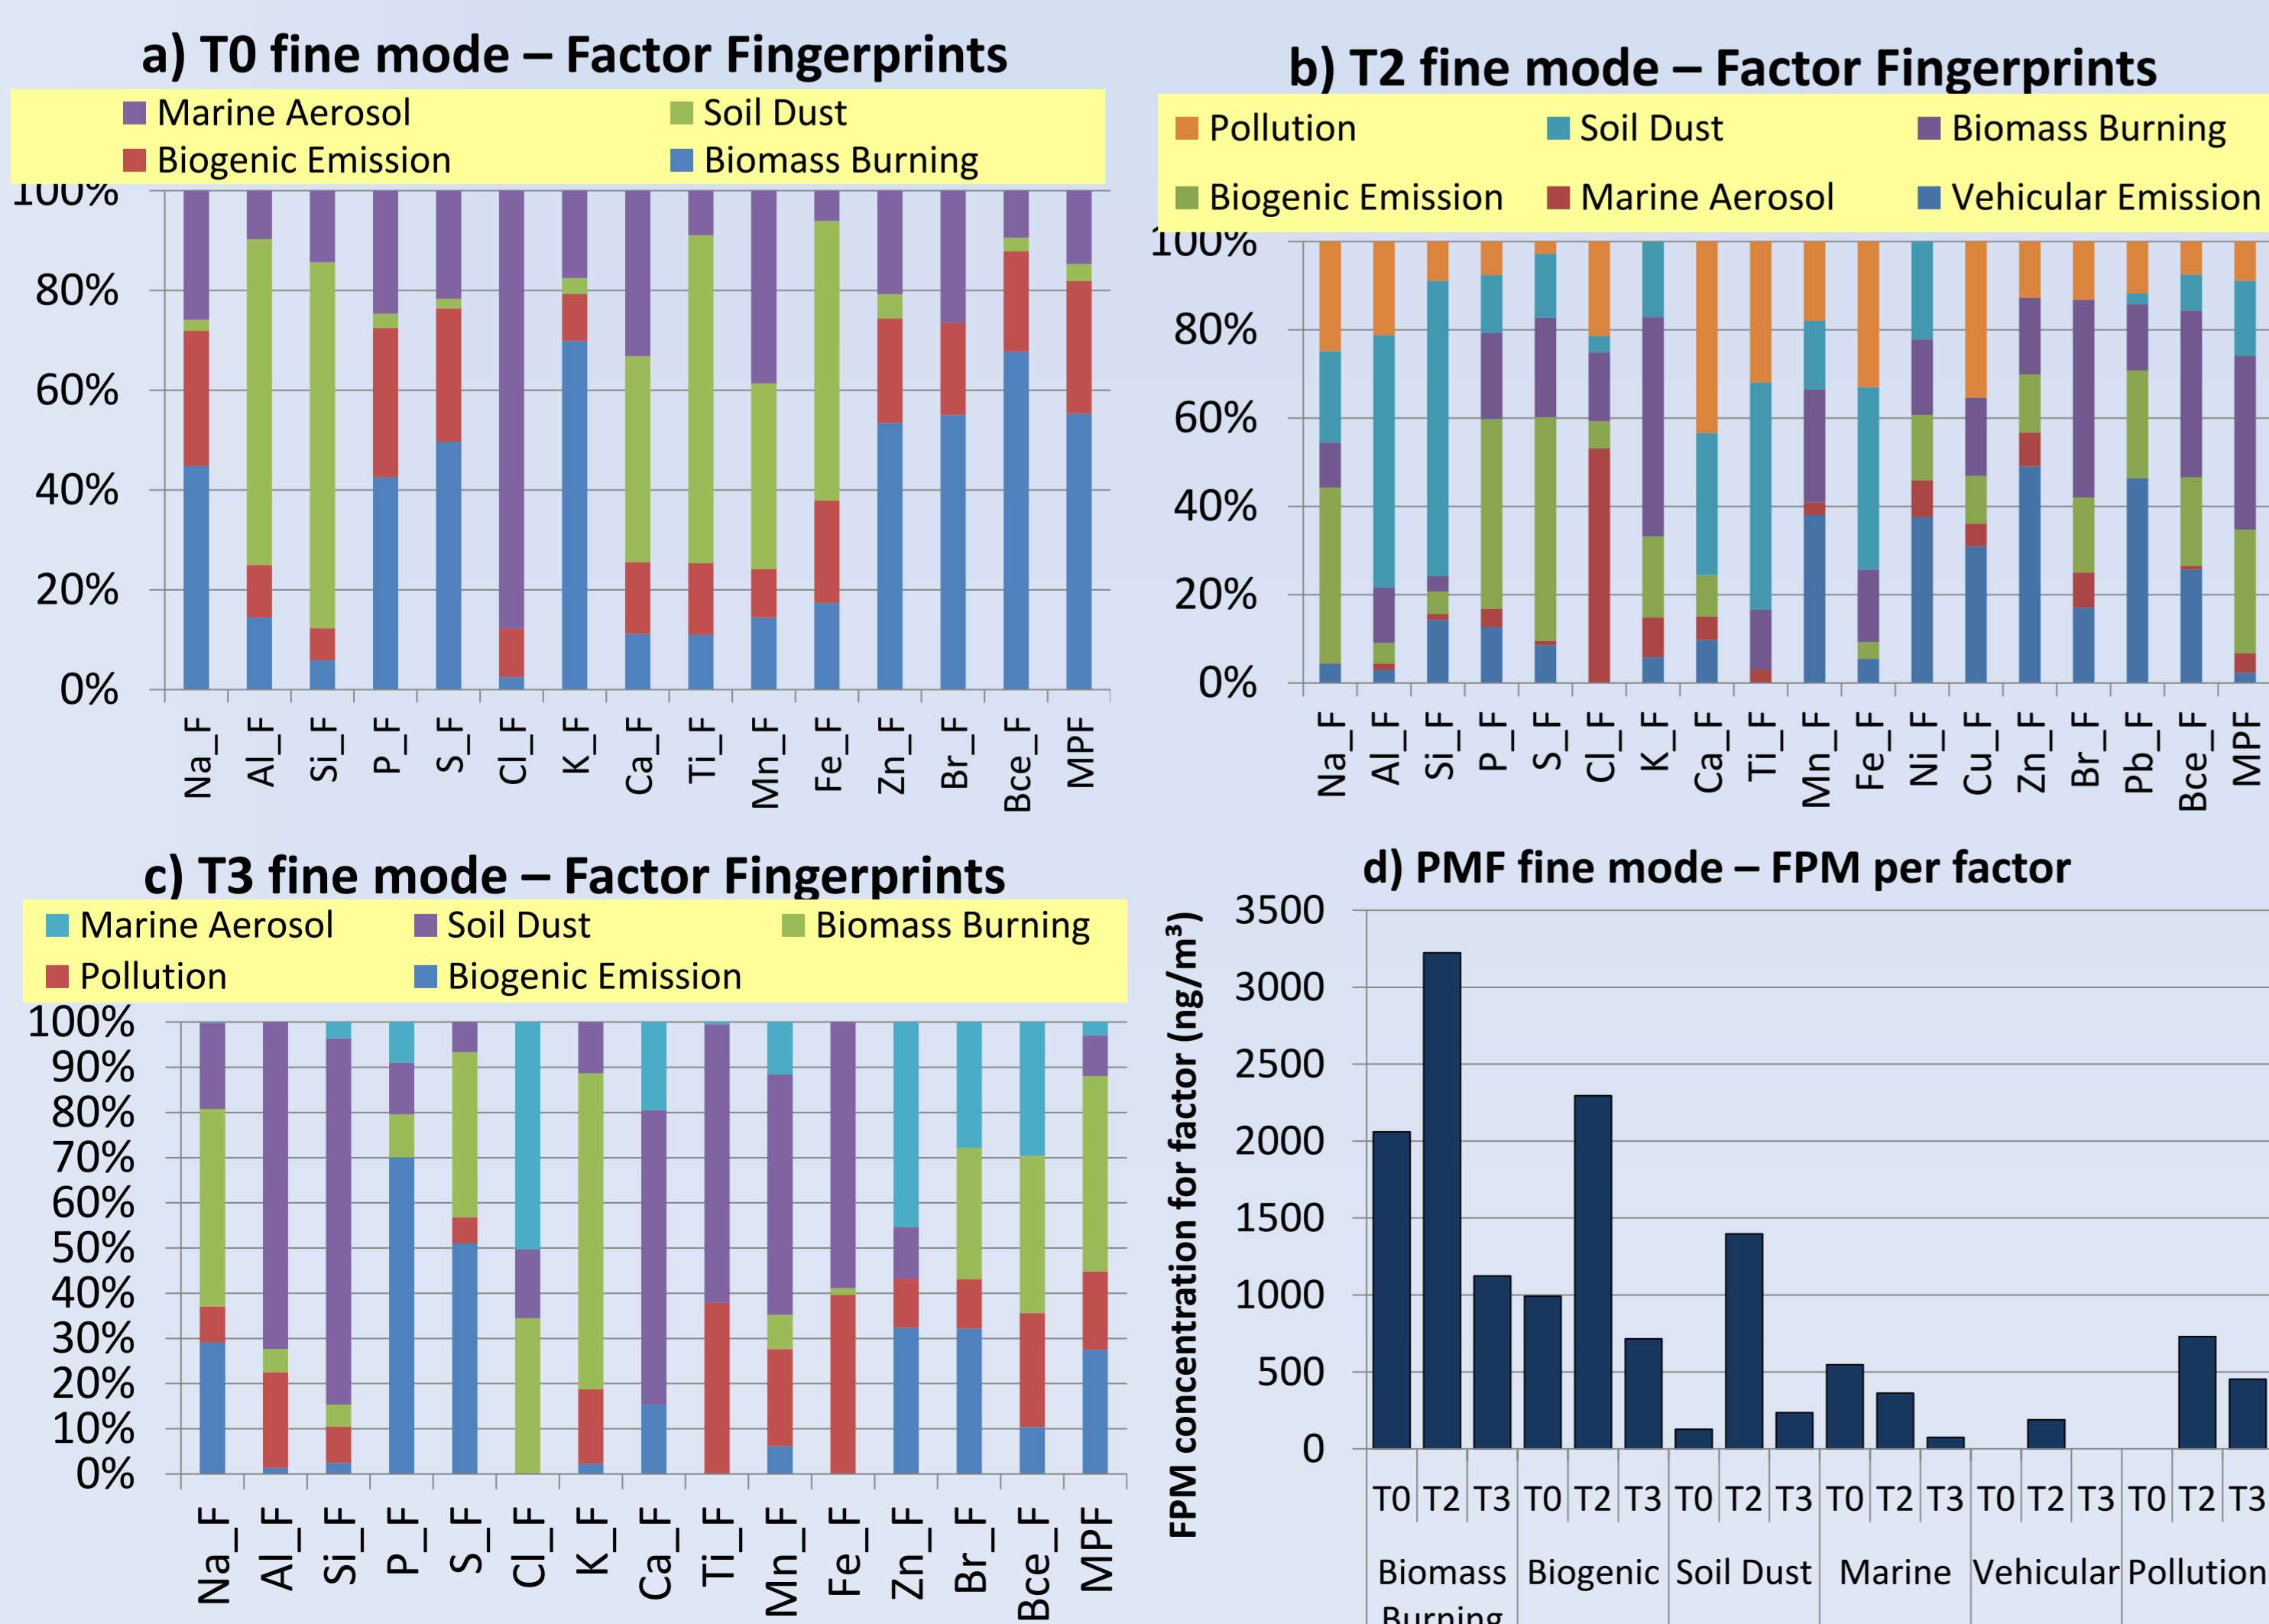 a) T0 fine mode – Factor Fingerprints
Marine Aerosol Soil Dust
Biogenic Emission Biomass Burning
100%
80%
60%
40%
20%
0%
Na_F Al_F Si_F P_F S_F Cl_F K_F Ca_F Ti_F Mn_F Fe_F Zn_F Br_F Bce_F MPF
b) T2 fine mode – Factor Fingerprints
Pollution Soil Dust Biomass Burning
Biogenic Emission Marine Aerosol Vehicular Emission
100%
80%
60%
40%
20%
0%
Na_F Al_F Si_F P_F S_F Cl_F K_F Ca_F Ti_F Mn_F Fe_F Ni_F Cu_F Zn_F Br_F Pb_F Bce_F MPF
c) T3 fine mode – Factor Fingerprints
Marine Aerosol Soil Dust Biomass Burning
Pollution Biogenic Emission
100%
90%
80%
70%
60%
50%
40%
30%
20%
10%
0%
Na_F Al_F Si_F P_F S_F Cl_F K_F Ca_F Ti_F Mn_F Fe_F Zn_F Br_F Bce_F MPF
d) PMF fine mode – FPM per factor
FPM concentration for factor (ng/m³)
3500
3000
2500
2000
1500
1000
500
0
T0 T2 T3 T0 T2 T3 T0 T2 T3 T0 T2 T3 T0 T2 T3 T0 T2 T3
Biomass Biogenic Soil Dust Marine Vehicular Pollution
Burning